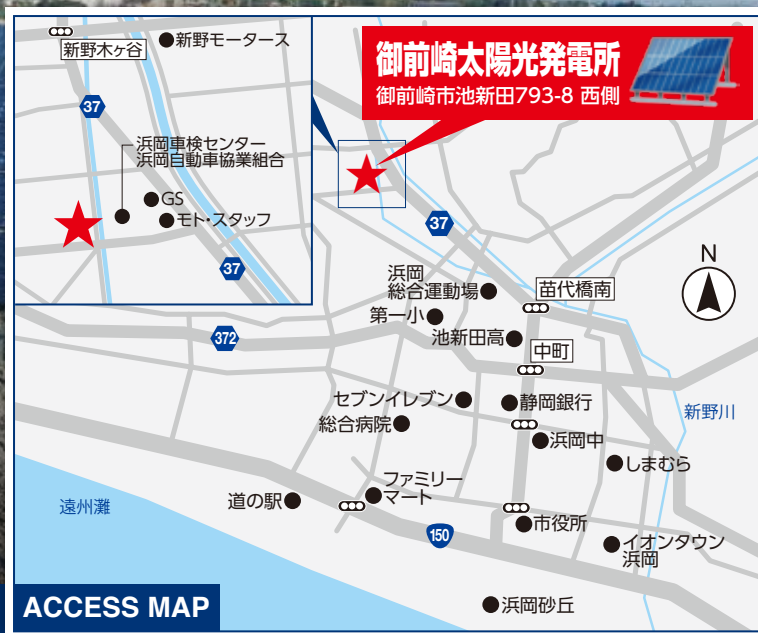 新野木ヶ谷
新野モータース
37
浜岡車検センター
浜岡自動車協業組合
GS
モト・スタッフ
37
御前崎太陽光発電所
御前崎市池新田793-8 西側
37
N
浜岡
総合運動場
苗代橋南
第一小
372
池新田高
中町
セブンイレブン
静岡銀行
新野川
総合病院
浜岡中
しまむら
ファミリー
マート
遠州灘
道の駅
市役所
150
イオンタウン
浜岡
浜岡砂丘
ACCESS MAP